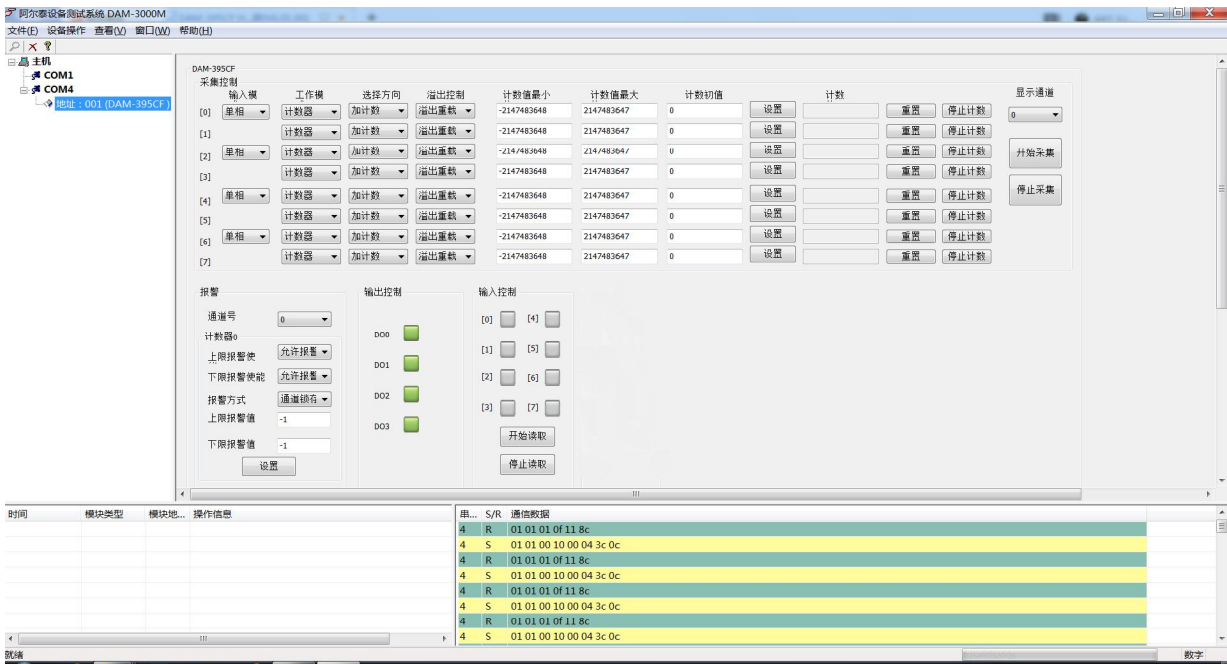 阿尔泰设备测试系统 DAM-3000M
文件(F) 设备操作 查看(V) 窗口(W) 帮助(H)
主机
COM1
COM4
地址：001 (DAM-395CF)
DAM-395CF
采集控制
输入模 工作模 选择方向 溢出控制 计数值最小 计数值最大 计数初值 计数 显示通道
[0] 单相 计数器 加计数 溢出重载 -2147483648 2147483647 0 设置 重置 停止计数 0
[1] 计数器 加计数 溢出重载 -2147483648 2147483647 0 设置 重置 停止计数
[2] 单相 计数器 加计数 溢出重载 -2147483648 2147483647 0 设置 重置 停止计数 开始采集
[3] 计数器 加计数 溢出重载 -2147483648 2147483647 0 设置 重置 停止计数
[4] 单相 计数器 加计数 溢出重载 -2147483648 2147483647 0 设置 重置 停止计数 停止采集
[5] 计数器 加计数 溢出重载 -2147483648 2147483647 0 设置 重置 停止计数
[6] 单相 计数器 加计数 溢出重载 -2147483648 2147483647 0 设置 重置 停止计数
[7] 计数器 加计数 溢出重载 -2147483648 2147483647 0 设置 重置 停止计数
报警 输出控制 输入控制
通道号 0
计数器0
上限报警使 允许报警
下限报警使能 允许报警
报警方式 通道锁存
上限报警值 -1
下限报警值 -1
设置
DO0
DO1
DO2
DO3
[0] [4]
[1] [5]
[2] [6]
[3] [7]
开始读取
停止读取
时间 模块类型 模块地... 操作信息
串... S/R 通信数据
4 R 01 01 01 0f 11 8c
4 S 01 01 00 10 00 04 3c 0c
4 R 01 01 01 0f 11 8c
4 S 01 01 00 10 00 04 3c 0c
4 R 01 01 01 0f 11 8c
4 S 01 01 00 10 00 04 3c 0c
4 R 01 01 01 0f 11 8c
4 S 01 01 00 10 00 04 3c 0c
就绪 数字